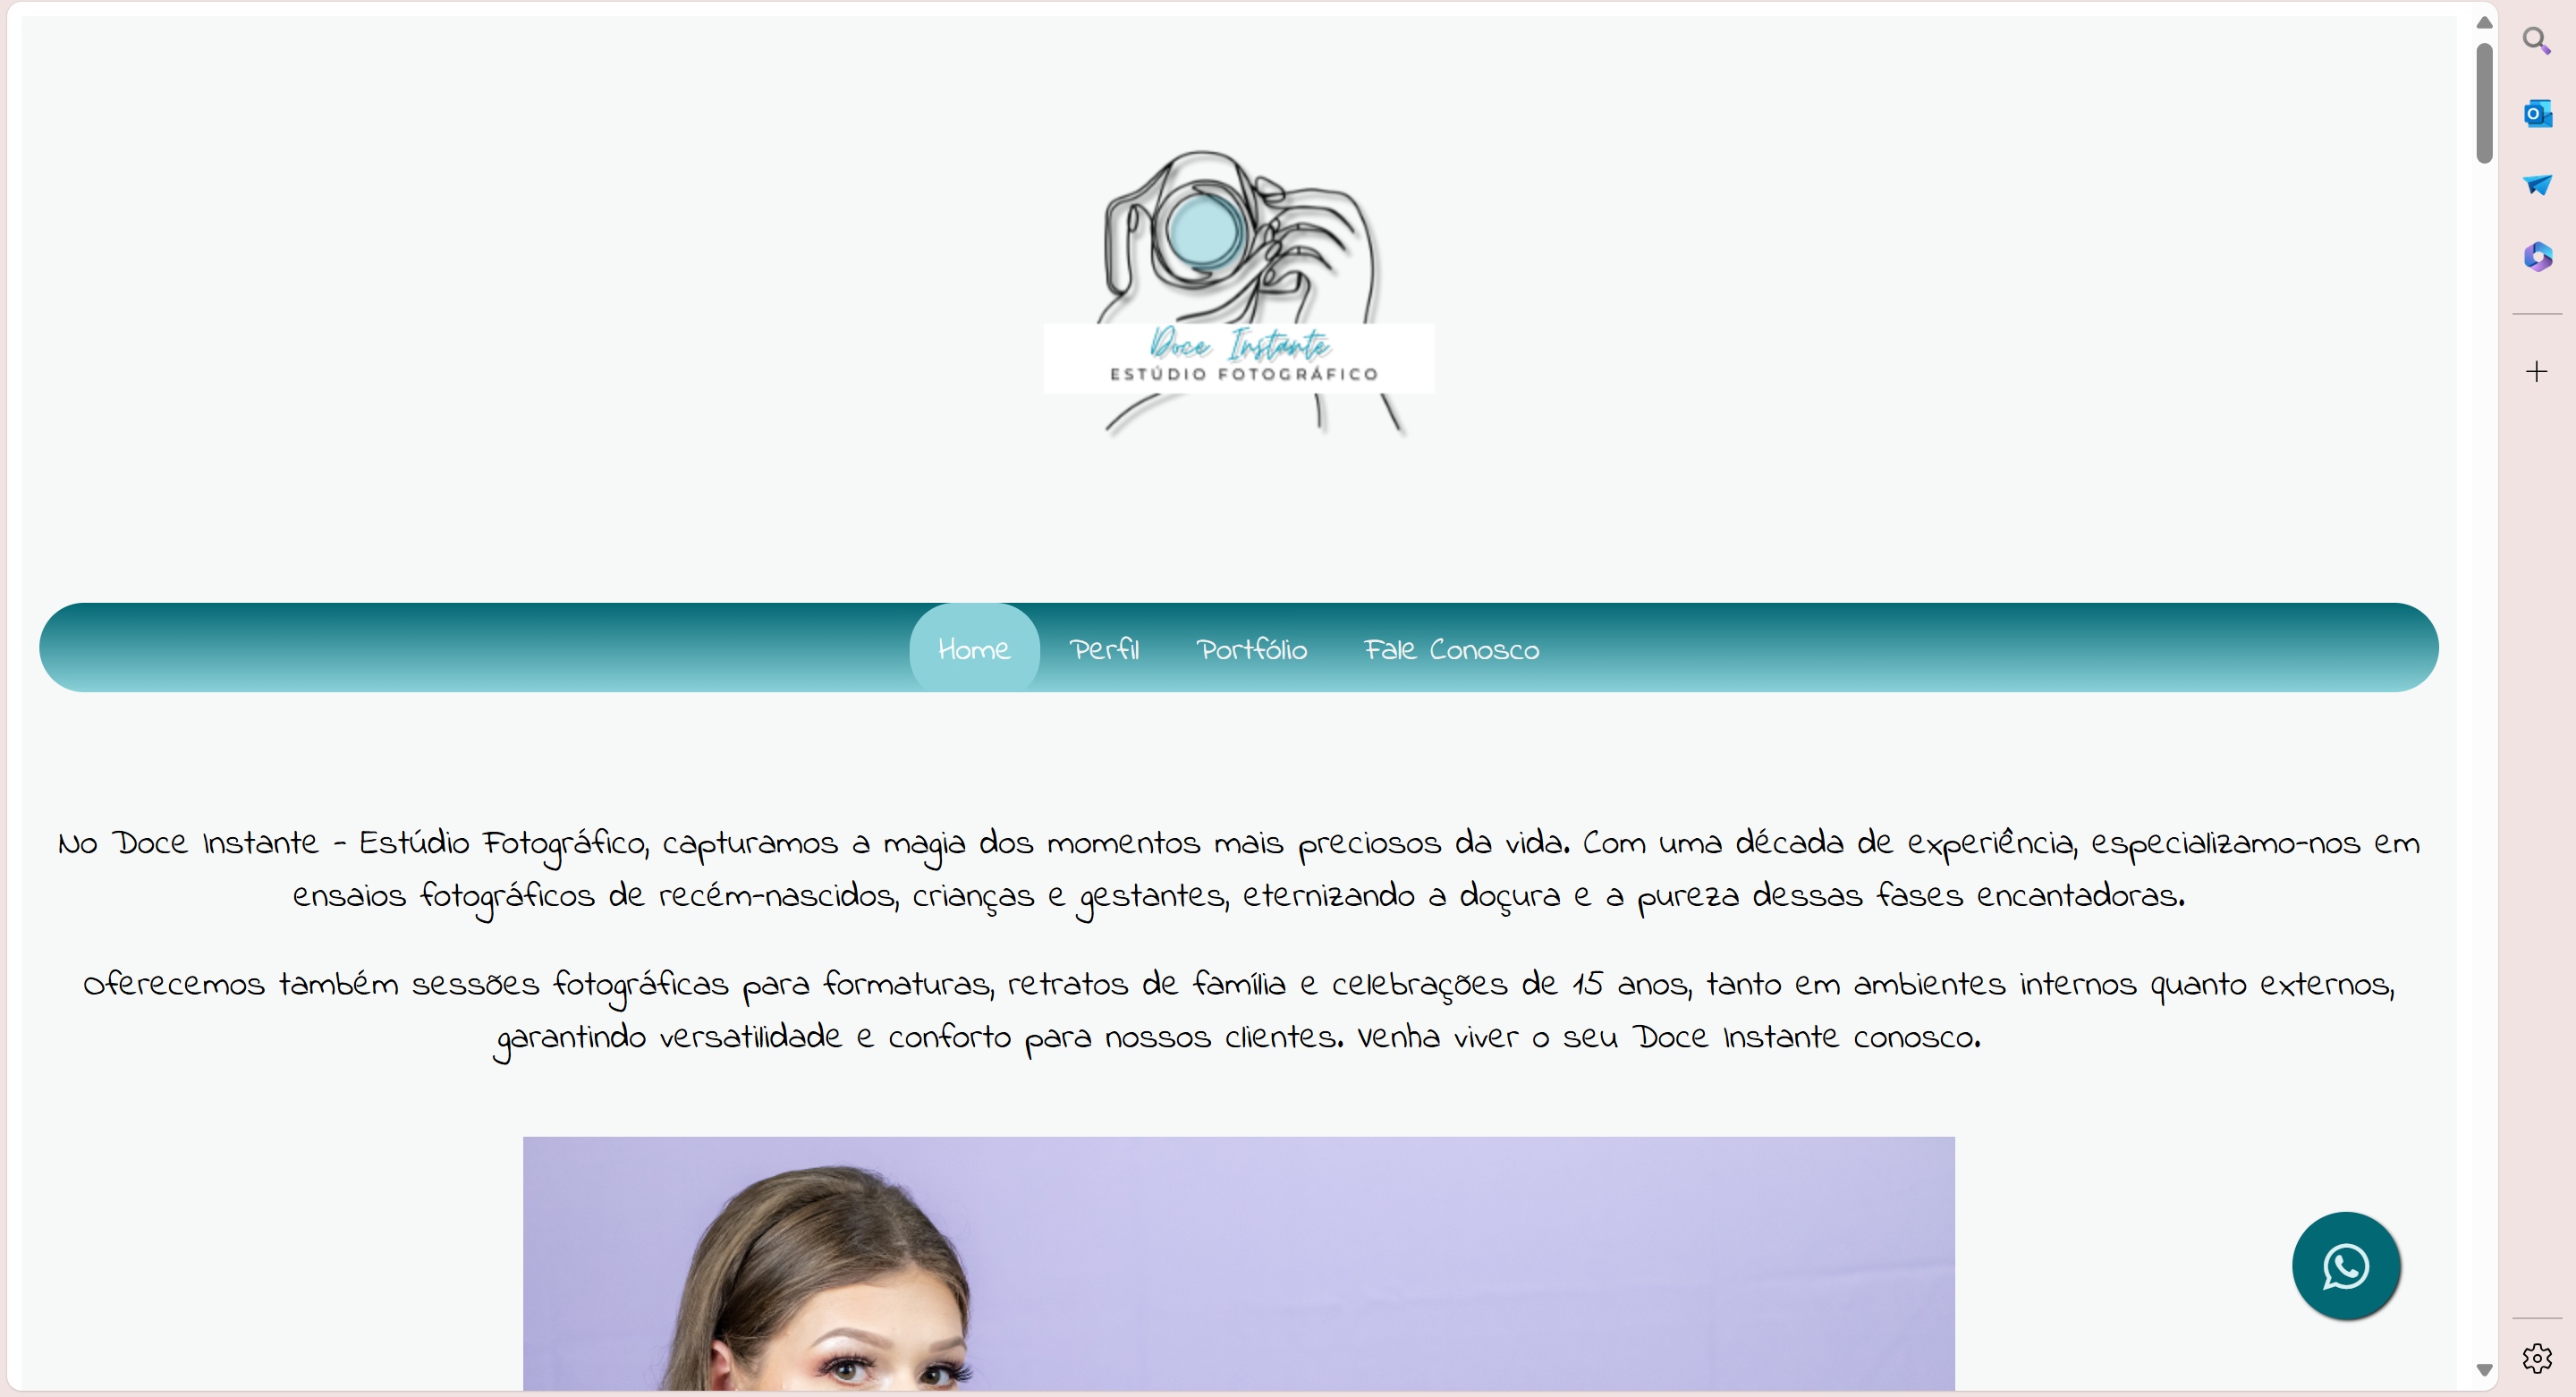 Doce Instante
ESTÚDIO FOTOGRÁFICO
Home Perfil Portfólio Fale Conosco
No Doce Instante - Estúdio Fotográfico, capturamos a magia dos momentos mais preciosos da vida. Com uma década de experiência, especializamo-nos em
ensaios fotográficos de recém-nascidos, crianças e gestantes, eternizando a doçura e a pureza dessas fases encantadoras.
Oferecemos também sessões fotográficas para formaturas, retratos de família e celebrações de 15 anos, tanto em ambientes internos quanto externos,
garantindo versatilidade e conforto para nossos clientes. Venha viver o seu Doce Instante conosco.